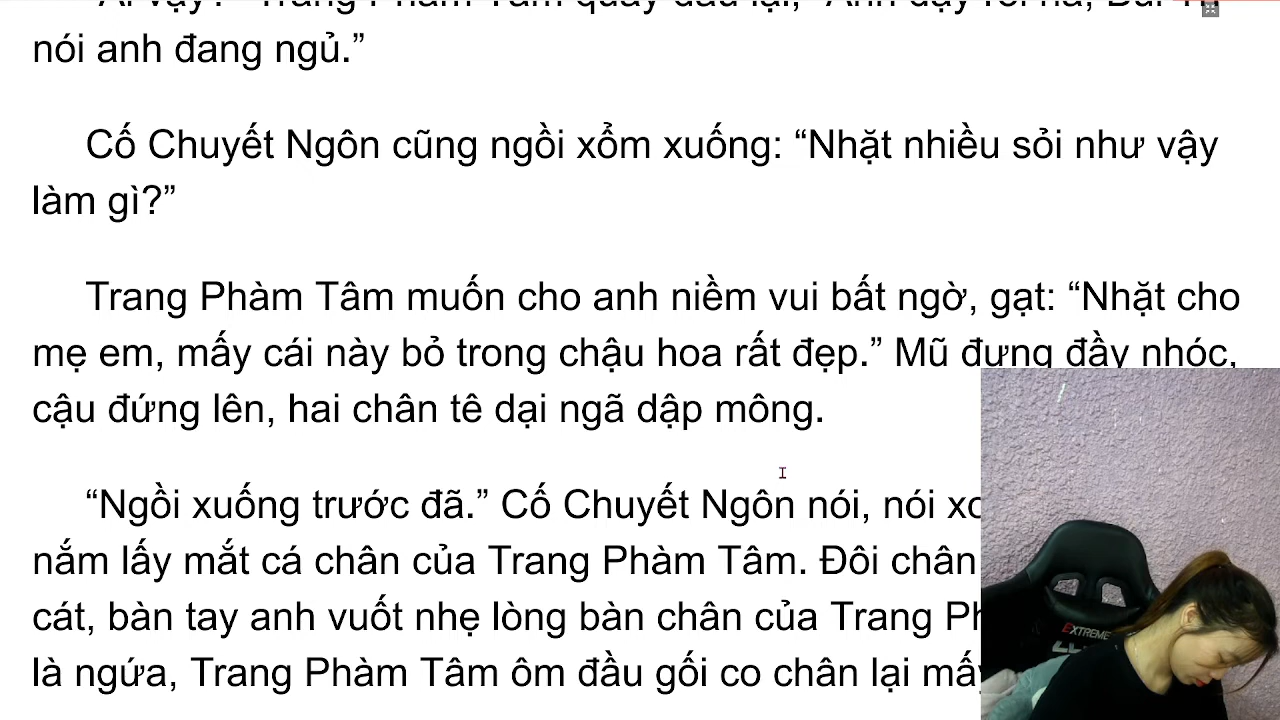 nói anh đang ngủ.”
Cố Chuyết Ngôn cũng ngồi xổm xuống: “Nhặt nhiều sỏi như vậy
làm gì?”
Trang Phàm Tâm muốn cho anh niềm vui bất ngờ, gạt: “Nhặt cho
mẹ em, mấy cái này bỏ trong chậu hoa rất đẹp.” Mũ đựng đầy nhóc,
cậu đứng lên, hai chân tê dại ngã dập mông.
“Ngồi xuống trước đã.” Cố Chuyết Ngôn nói, nói
nắm lấy mắt cá chân của Trang Phàm Tâm. Đôi chân
cát, bàn tay anh vuốt nhẹ lòng bàn chân của Trang
là ngứa, Trang Phàm Tâm ôm đầu gối co chân lại
EXTREME